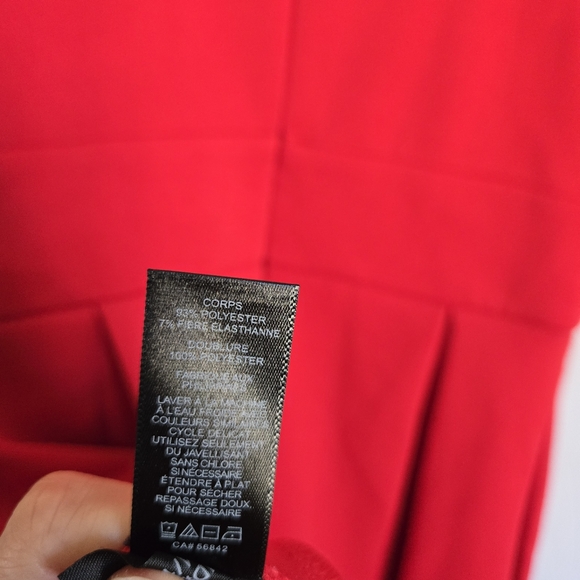 CORPS
93% POLYESTER
7% FIBRE ÉLASTHANNE
DOUBLURE
100% POLYESTER
LAVER À LA MACHINE
À L'EAU FROIDE AVEC
COULEURS SIMILAIRES
CYCLE DÉLICAT
UTILISEZ SEULEMENT
DU JAVELLISANT
SANS CHLORE
SI NÉCESSAIRE
ÉTENDRE À PLAT
POUR SÉCHER
REPASSAGE DOUX,
SI NÉCESSAIRE
CA# 56842